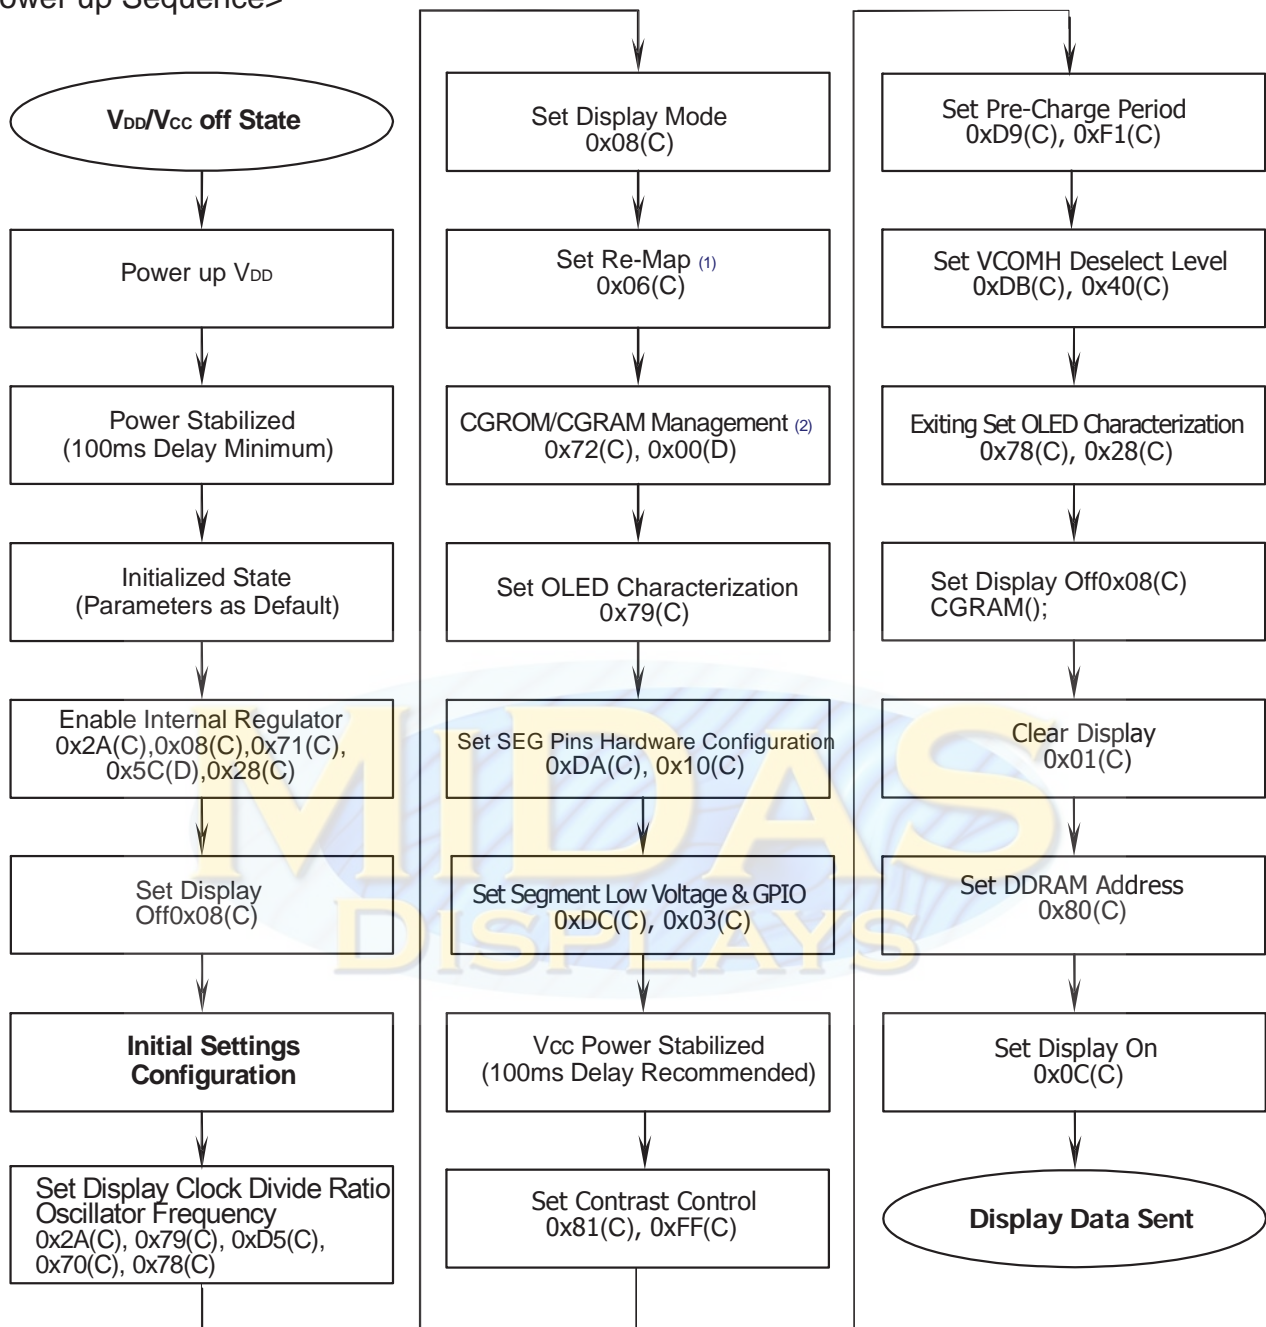 ower up Sequence>
VDD/VCC off State
Power up VDD
Power Stabilized
(100ms Delay Minimum)
Initialized State
(Parameters as Default)
Enable Internal Regulator
0x2A(C),0x08(C),0x71(C),
0x5C(D),0x28(C)
Set Display
Off0x08(C)
Initial Settings
Configuration
Set Display Clock Divide Ratio
Oscillator Frequency
0x2A(C), 0x79(C), 0xD5(C),
0x70(C), 0x78(C)
Set Display Mode
0x08(C)
Set Re-Map (1)
0x06(C)
CGROM/CGRAM Management (2)
0x72(C), 0x00(D)
Set OLED Characterization
0x79(C)
Set SEG Pins Hardware Configuration
0xDA(C), 0x10(C)
Set Segment Low Voltage & GPIO
0xDC(C), 0x03(C)
Vcc Power Stabilized
(100ms Delay Recommended)
Set Contrast Control
0x81(C), 0xFF(C)
Set Pre-Charge Period
0xD9(C), 0xF1(C)
Set VCOMH Deselect Level
0xDB(C), 0x40(C)
Exiting Set OLED Characterization
0x78(C), 0x28(C)
Set Display Off0x08(C)
CGRAM();
Clear Display
0x01(C)
Set DDRAM Address
0x80(C)
Set Display On
0x0C(C)
Display Data Sent
MIDAS
DISPLAYS